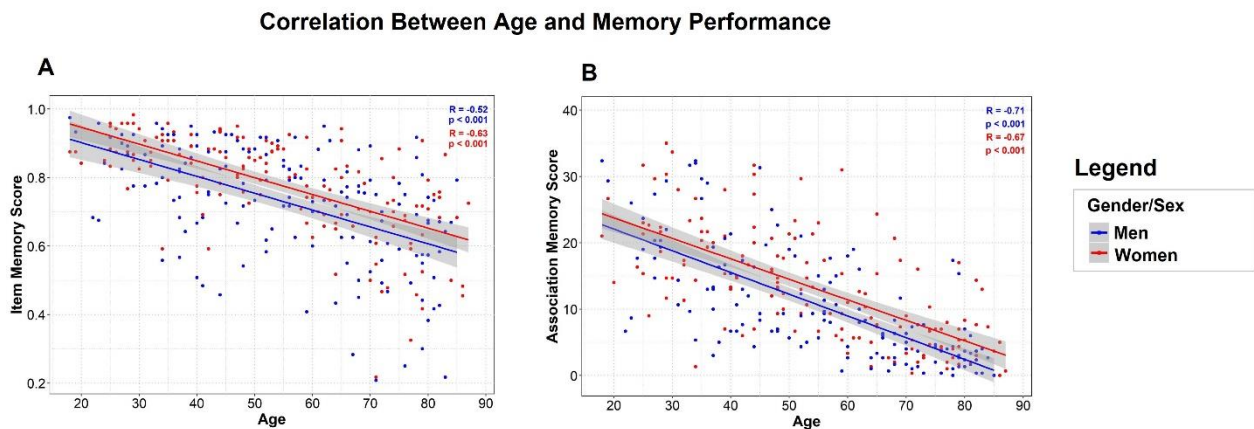 Correlation Between Age and Memory Performance
A
Item Memory Score
1.0
0.8
0.6
0.4
0.2
R = -0.52
p < 0.001
R = -0.63
p < 0.001
20 30 40 50 60 70 80 90
Age
B
Association Memory Score
40
30
20
10
0
R = -0.71
p < 0.001
R = -0.67
p < 0.001
20 30 40 50 60 70 80 90
Age
Legend
Gender/Sex
Men
Women